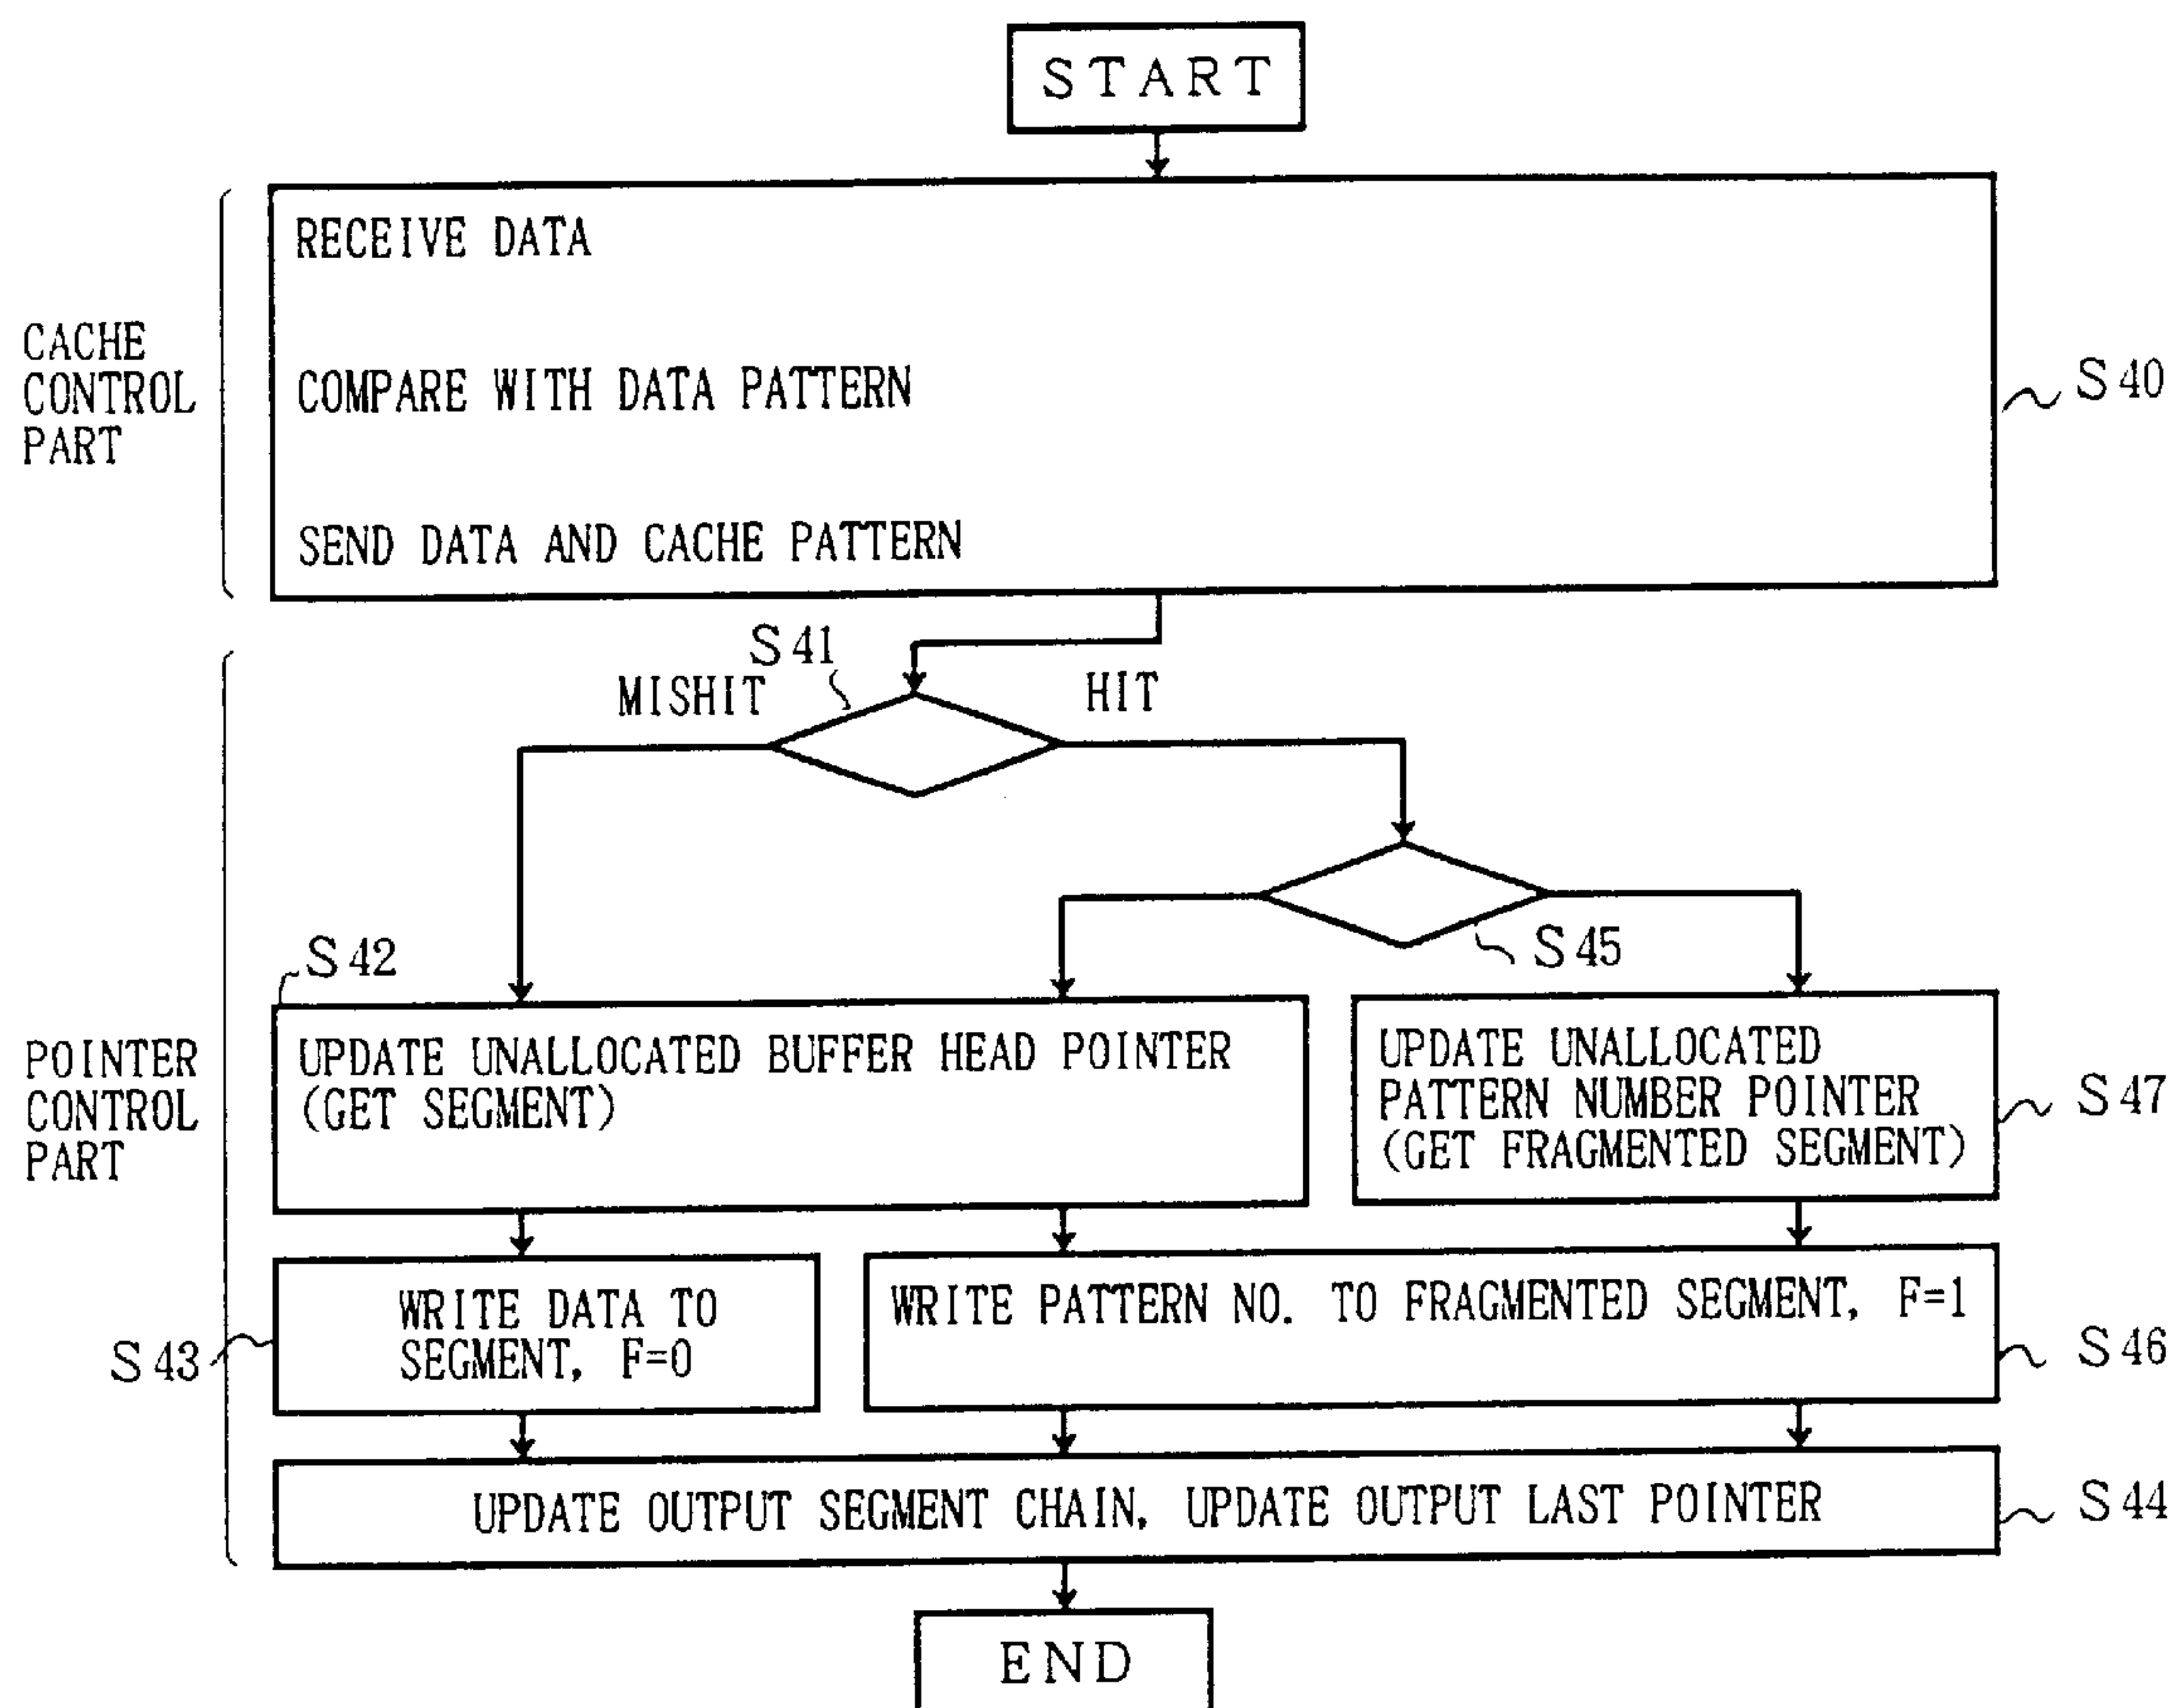 START
RECEIVE DATA
CACHE
CONTROL
PART
COMPARE WITH DATA PATTERN
S40
SEND DATA AND CACHE PATTERN
S41
MISHIT
HIT
S45
S42
POINTER
CONTROL
PART
UPDATE UNALLOCATED BUFFER HEAD POINTER
(GET SEGMENT)
UPDATE UNALLOCATED
PATTERN NUMBER POINTER
(GET FRAGMENTED SEGMENT)
S47
WRITE DATA TO
SEGMENT, F=0
S43
WRITE PATTERN NO. TO FRAGMENTED SEGMENT, F=1
S46
UPDATE OUTPUT SEGMENT CHAIN, UPDATE OUTPUT LAST POINTER
S44
END